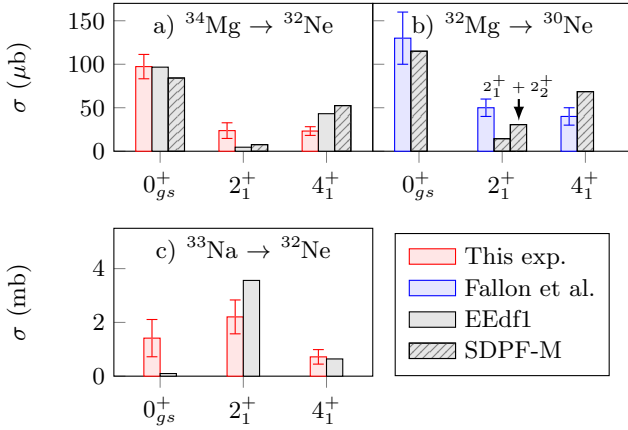 a) ³⁴Mg → ³²Ne
b) ³²Mg → ³⁰Ne
σ (μb)
150
100
50
0
2₁⁺ + 2₂⁺
0⁺gs 2₁⁺ 4₁⁺
0⁺gs 2₁⁺ 4₁⁺
c) ³³Na → ³²Ne
σ (mb)
4
2
0
0⁺gs 2₁⁺ 4₁⁺
This exp.
Fallon et al.
EEdf1
SDPF-M